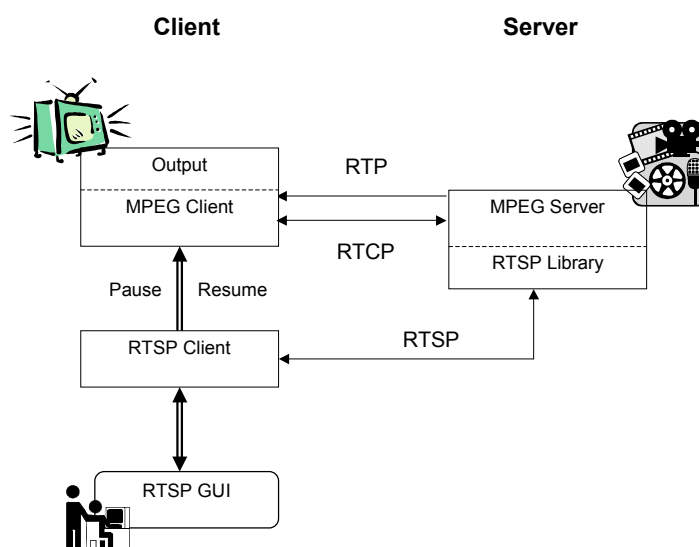 Client Server
Output
RTP
MPEG Client
MPEG Server
RTCP
RTSP Library
Pause Resume
RTSP Client
RTSP
RTSP GUI